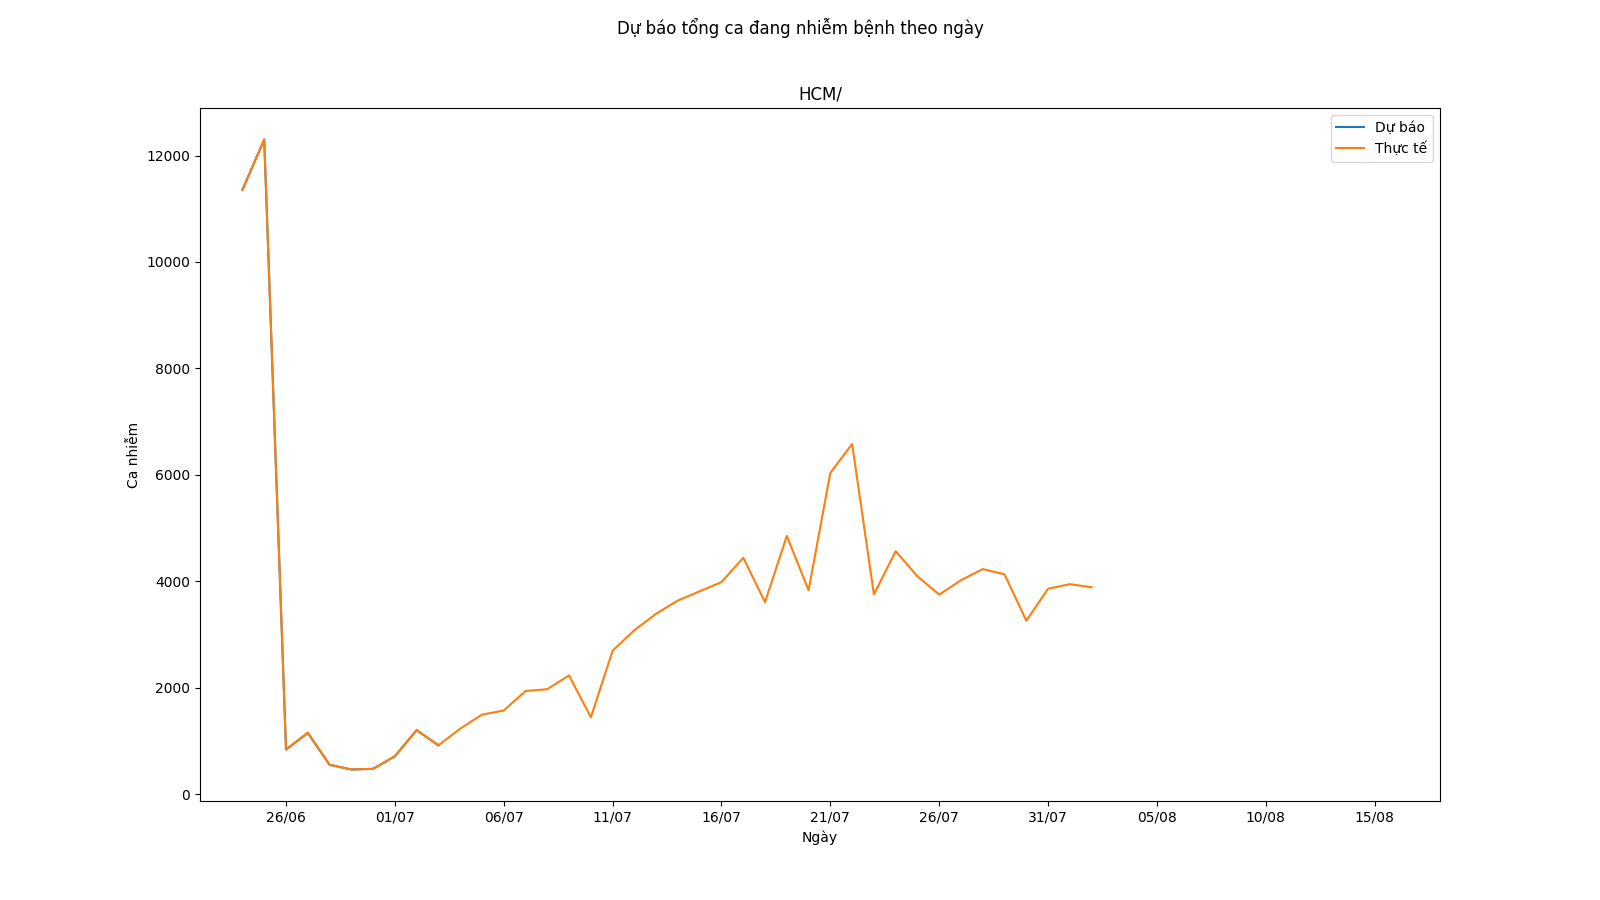 Dự báo tổng ca đang nhiễm bệnh theo ngày
HCM/
Dự báo
Thực tế
12000
10000
8000
6000
4000
2000
0
Ca nhiễm
26/06 01/07 06/07 11/07 16/07 21/07 26/07 31/07 05/08 10/08 15/08
Ngày